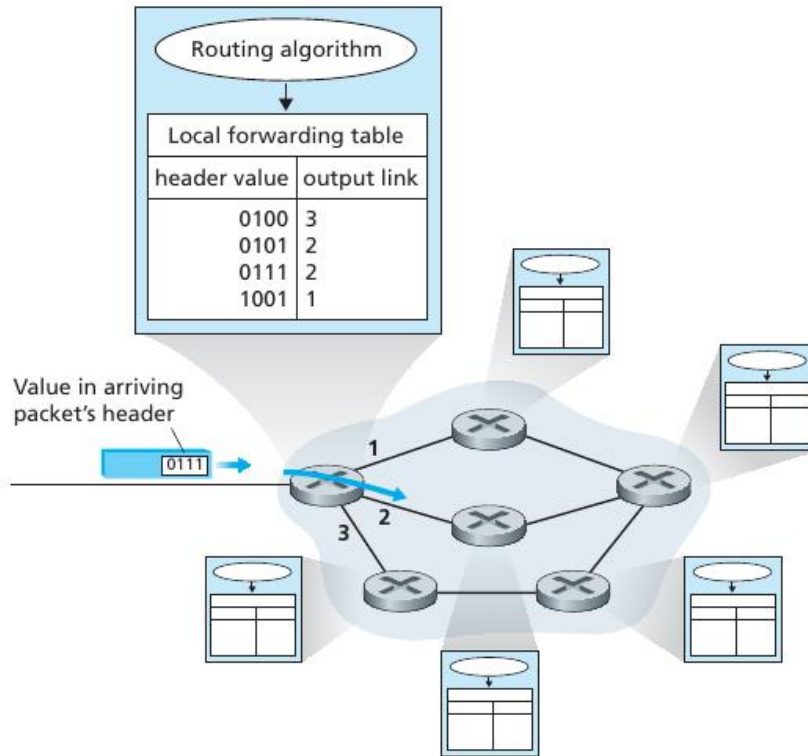 Routing algorithm
Local forwarding table
header value output link
0100 3
0101 2
0111 2
1001 1
Value in arriving
packet's header
0111
1
2
3